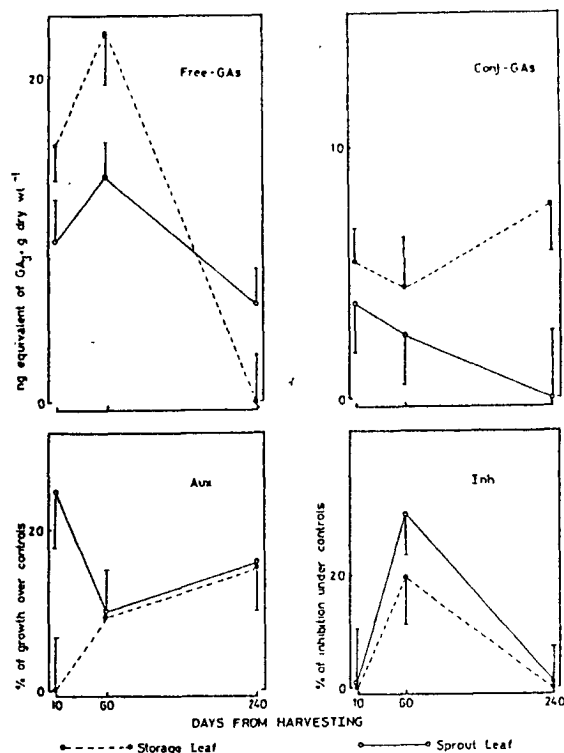 Free-GAs
Conj-GAs
20
10
0
0
ng equivalent of GA3· g dry wt -1
Aux
Inh
20
20
0
0
% of growth over controls
% of inhibition under controls
10 60 240
10 60 240
DAYS FROM HARVESTING
Storage Leaf
Sprout Leaf